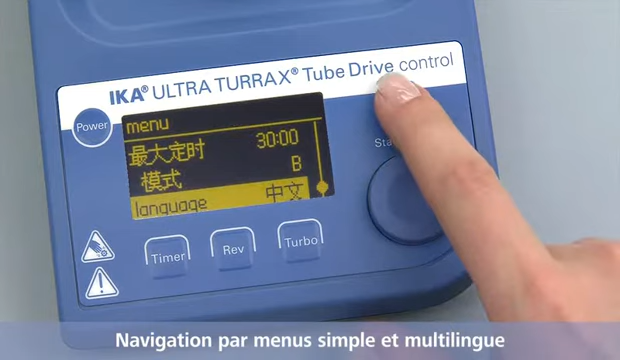 IKA® ULTRA TURRAX® Tube Drive control
Power
menu
最大定时 30:00
模式 B
language 中文
Sta
Timer
Rev
Turbo
Navigation par menus simple et multilingue